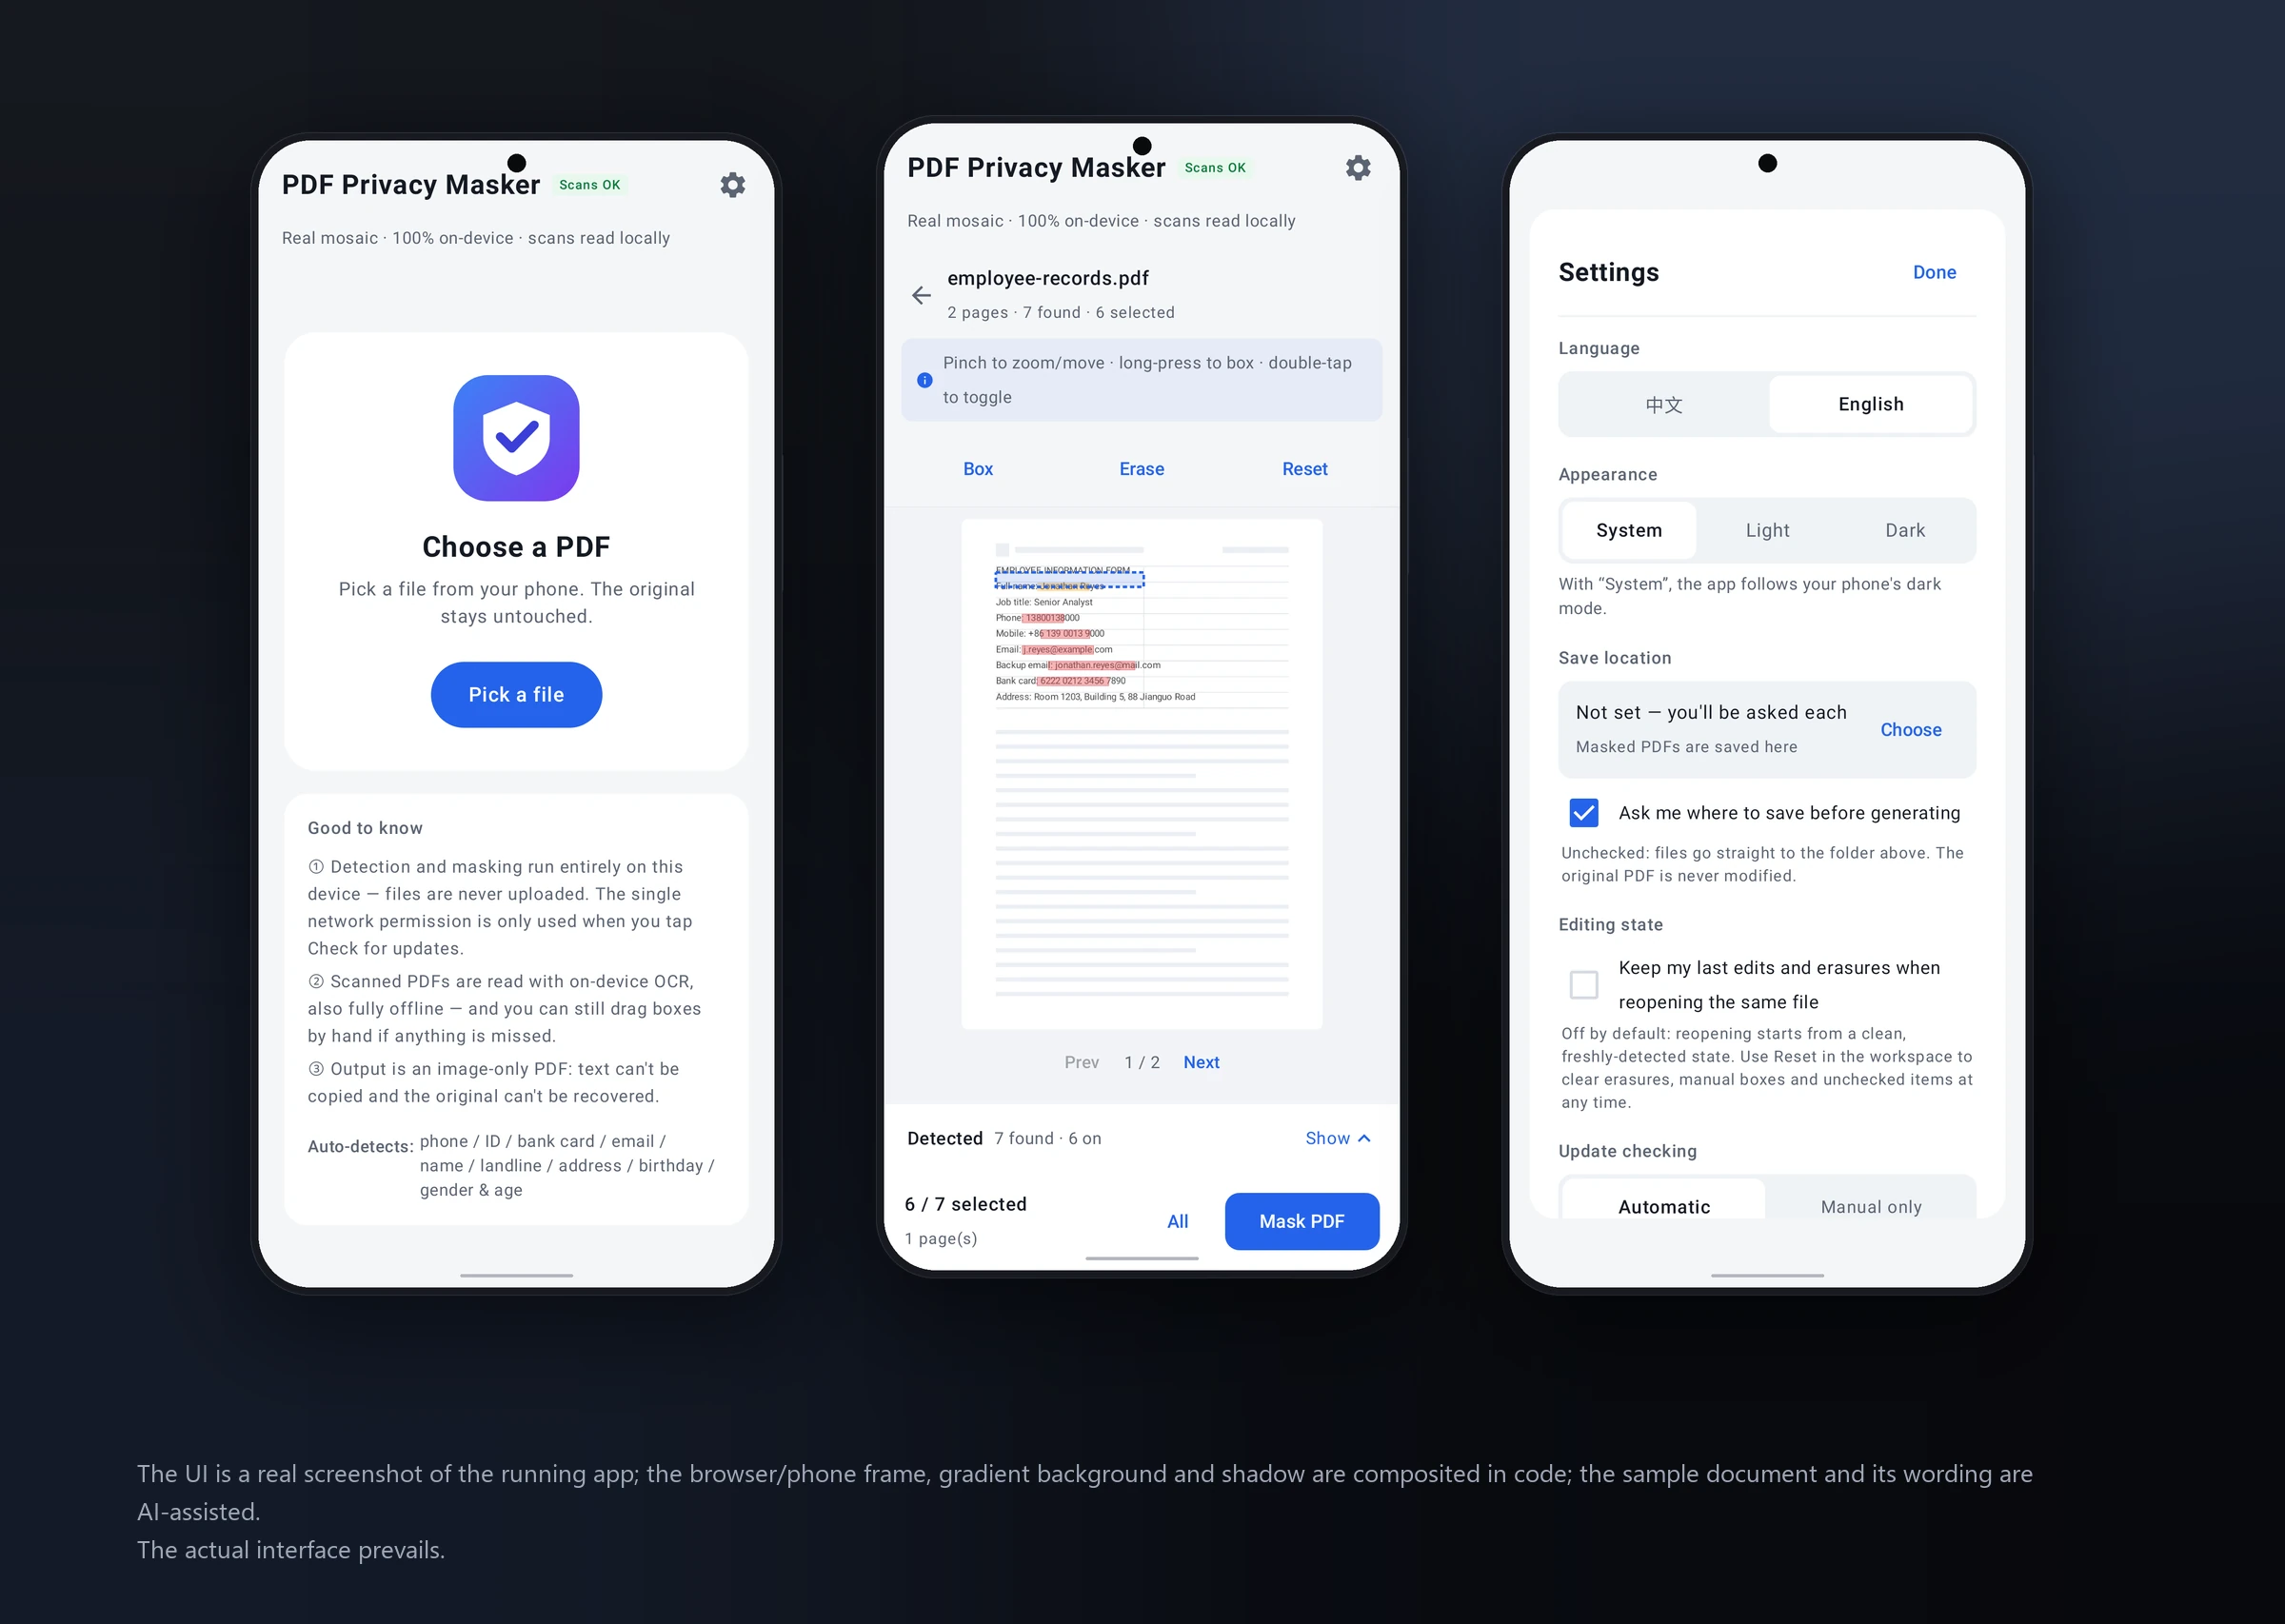 PDF Privacy Masker Scans OK
Real mosaic · 100% on-device · scans read locally
Choose a PDF
Pick a file from your phone. The original
stays untouched.
Pick a file
Good to know
① Detection and masking run entirely on this
device — files are never uploaded. The single
network permission is only used when you tap
Check for updates.
② Scanned PDFs are read with on-device OCR,
also fully offline — and you can still drag boxes
by hand if anything is missed.
③ Output is an image-only PDF: text can't be
copied and the original can't be recovered.
Auto-detects: phone / ID / bank card / email /
name / landline / address / birthday /
gender & age
PDF Privacy Masker Scans OK
Real mosaic · 100% on-device · scans read locally
employee-records.pdf
2 pages · 7 found · 6 selected
Pinch to zoom/move · long-press to box · double-tap
to toggle
Box Erase Reset
EMPLOYEE INFORMATION FORM
Full name: Jonathan Reyes
Job title: Senior Analyst
Phone: 13800138000
Mobile: +86 139 0013 9000
Email: j.reyes@example.com
Backup email: jonathan.reyes@mail.com
Bank card: 6222 0212 3456 7890
Address: Room 1203, Building 5, 88 Jianguo Road
Prev 1 / 2 Next
Detected 7 found · 6 on Show
6 / 7 selected
1 page(s)
All Mask PDF
Settings Done
Language
中文 English
Appearance
System Light Dark
With “System”, the app follows your phone's dark
mode.
Save location
Not set — you'll be asked each
Masked PDFs are saved here
Choose
Ask me where to save before generating
Unchecked: files go straight to the folder above. The
original PDF is never modified.
Editing state
Keep my last edits and erasures when
reopening the same file
Off by default: reopening starts from a clean,
freshly-detected state. Use Reset in the workspace to
clear erasures, manual boxes and unchecked items at
any time.
Update checking
Automatic Manual only
The UI is a real screenshot of the running app; the browser/phone frame, gradient background and shadow are composited in code; the sample document and its wording are
AI-assisted.
The actual interface prevails.